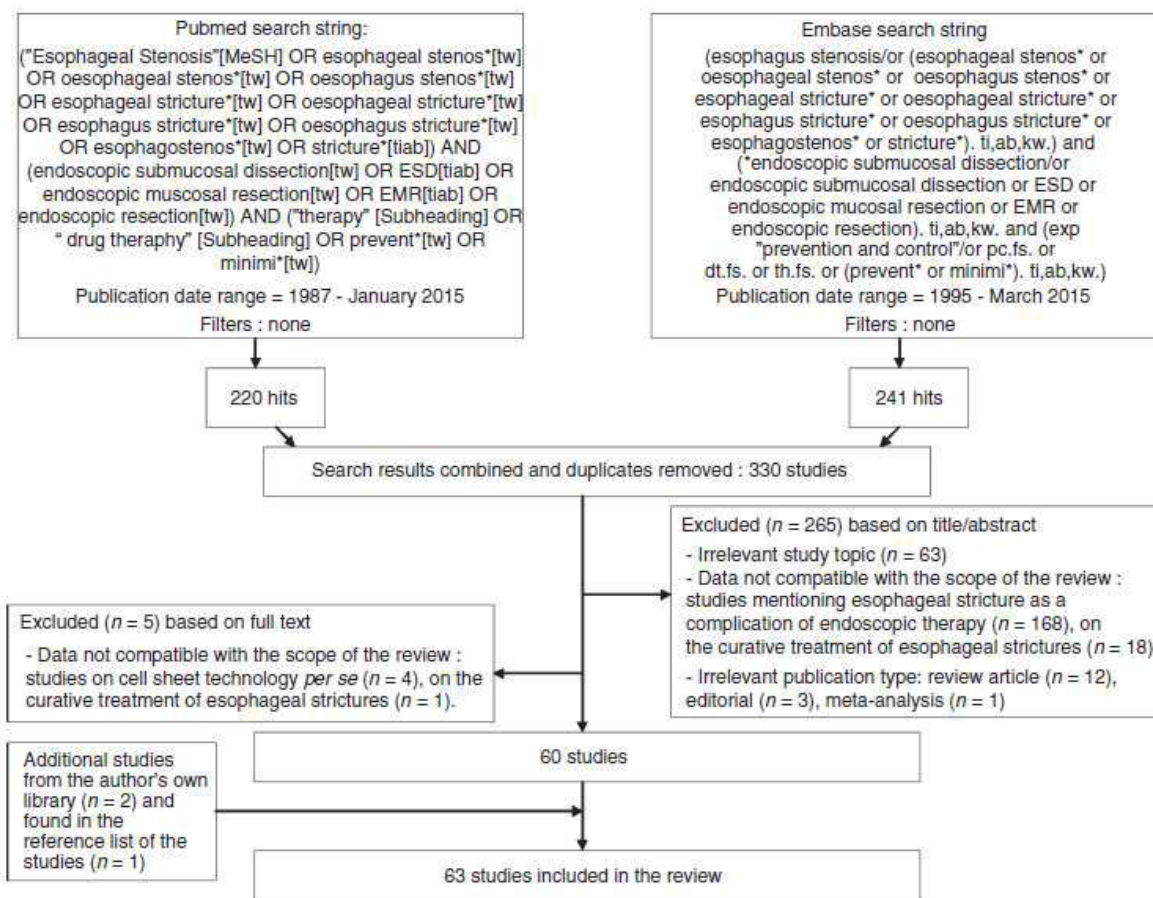 Pubmed search string:
("Esophageal Stenosis"[MeSH] OR esophageal stenos*[tw]
OR oesophageal stenos*[tw] OR oesophagus stenos*[tw]
OR esophageal stricture*[tw] OR oesophageal stricture*[tw]
OR esophagus stricture*[tw] OR oesophagus stricture*[tw]
OR esophagostenos*[tw] OR stricture*[tiab]) AND
(endoscopic submucosal dissection[tw] OR ESD[tiab] OR
endoscopic muscosal resection[tw] OR EMR[tiab] OR
endoscopic resection[tw]) AND ("therapy" [Subheading] OR
" drug theraphy" [Subheading] OR prevent*[tw] OR
minimi*[tw])
Publication date range = 1987 - January 2015
Filters : none
Embase search string
(esophagus stenosis/or (esophageal stenos* or
oesophageal stenos* or oesophagus stenos* or
esophageal stricture* or oesophageal stricture* or
esophagus stricture* or oesophagus stricture* or
esophagostenos* or stricture*). ti,ab,kw.) and
(*endoscopic submucosal dissection/or
endoscopic submucosal dissection or ESD or
endoscopic mucosal resection or EMR or
endoscopic resection). ti,ab,kw. and (exp
"prevention and control"/or pc.fs. or
dt.fs. or th.fs. or (prevent* or minimi*). ti,ab,kw.)
Publication date range = 1995 - March 2015
Filters : none
220 hits
241 hits
Search results combined and duplicates removed : 330 studies
Excluded (n = 265) based on title/abstract
- Irrelevant study topic (n = 63)
- Data not compatible with the scope of the review :
studies mentioning esophageal stricture as a
complication of endoscopic therapy (n = 168), on
the curative treatment of esophageal strictures (n = 18)
- Irrelevant publication type: review article (n = 12),
editorial (n = 3), meta-analysis (n = 1)
Excluded (n = 5) based on full text
- Data not compatible with the scope of the review :
studies on cell sheet technology per se (n = 4), on the
curative treatment of esophageal strictures (n = 1).
60 studies
Additional studies
from the author's own
library (n = 2) and
found in the
reference list of the
studies (n = 1)
63 studies included in the review